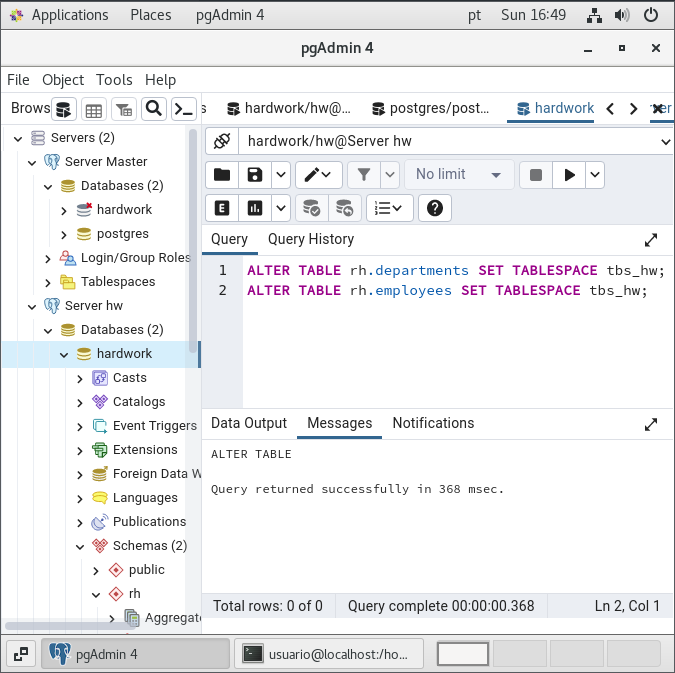 Applications Places pgAdmin 4 pt Sun 16:49
pgAdmin 4
File Object Tools Help
Brows
s hardwork/hw@... postgres/post... hardwork
hardwork/hw@Server hw
No limit
E
Query Query History
1 ALTER TABLE rh.departments SET TABLESPACE tbs_hw;
2 ALTER TABLE rh.employees SET TABLESPACE tbs_hw;
Servers (2)
Server Master
Databases (2)
hardwork
postgres
Login/Group Roles
Tablespaces
Server hw
Databases (2)
hardwork
Casts
Catalogs
Event Triggers
Extensions
Foreign Data W
Languages
Publications
Schemas (2)
public
rh
Aggregate
Data Output Messages Notifications
ALTER TABLE
Query returned successfully in 368 msec.
Total rows: 0 of 0 Query complete 00:00:00.368 Ln 2, Col 1
pgAdmin 4 usuario@localhost:/ho...